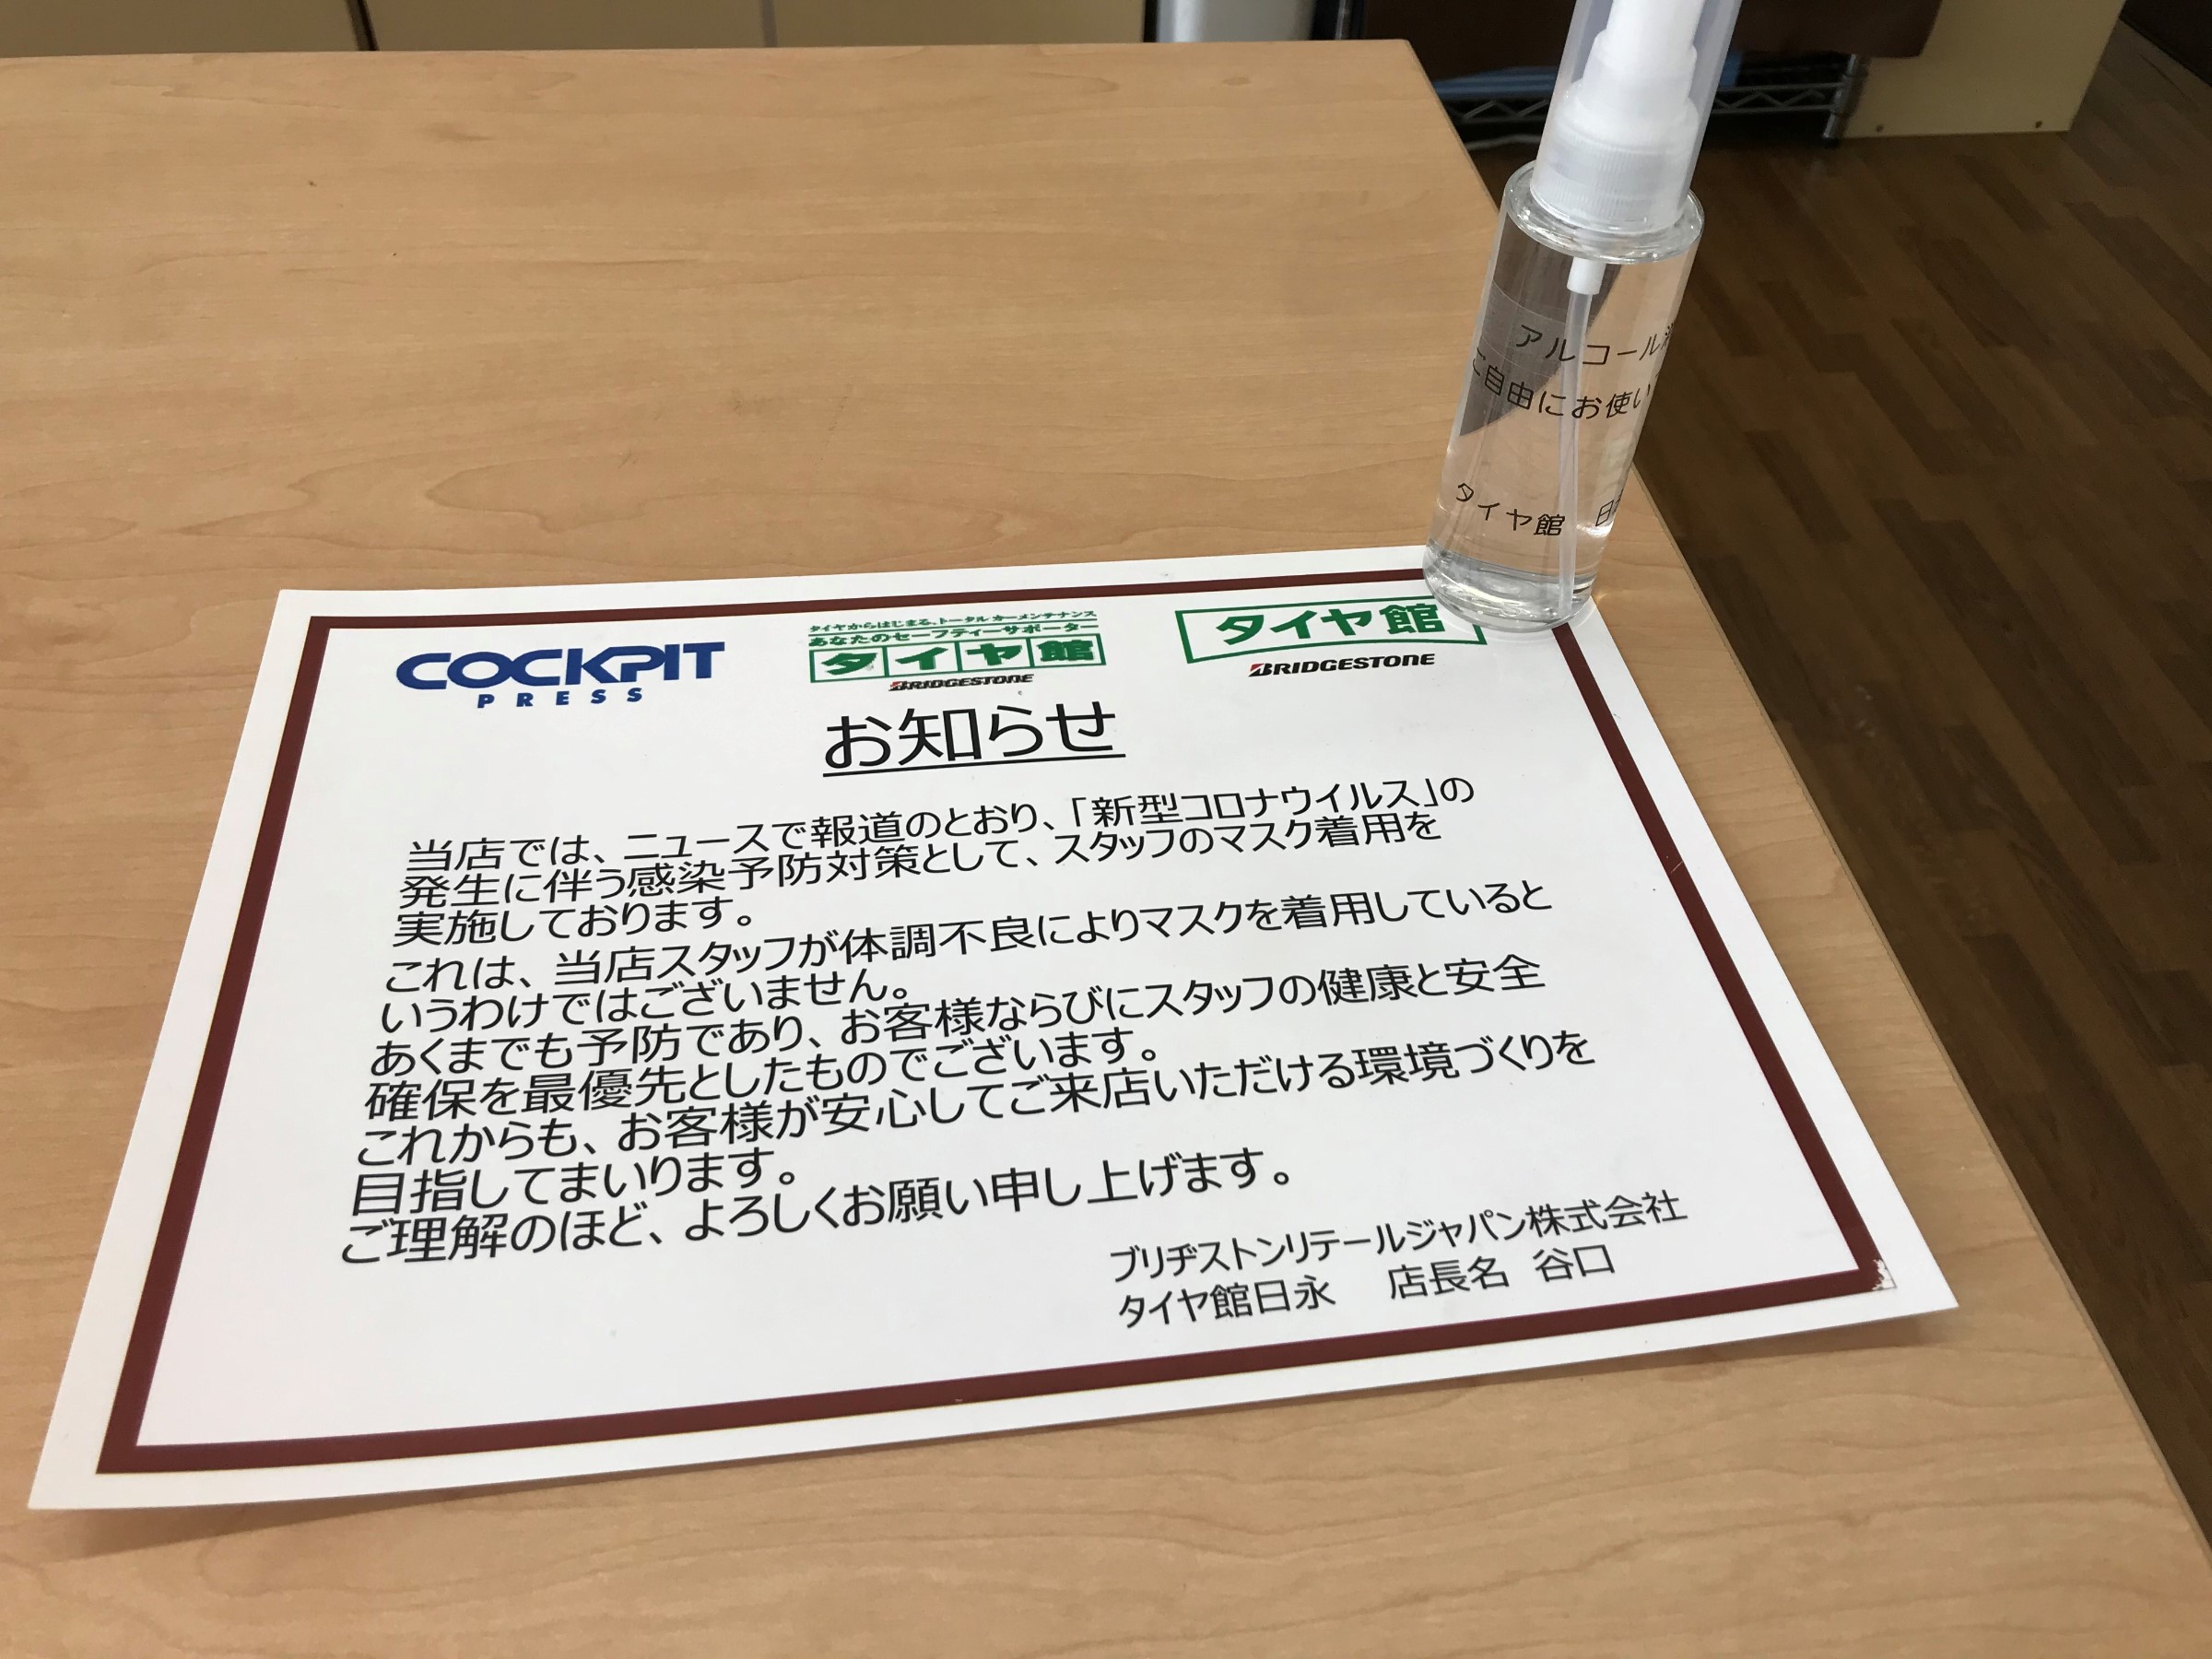 アルコール
ご自由にお使い
タイヤ館 日
COCKPIT
PRESS
タイヤからはじまる、トータルカーメンテナンス
あなたのセーフティーサポーター
タイヤ館
BRIDGESTONE
タイヤ館
BRIDGESTONE
お知らせ
当店では、ニュースで報道のとおり、「新型コロナウイルス」の
発生に伴う感染予防対策として、スタッフのマスク着用を
実施しております。
これは、当店スタッフが体調不良によりマスクを着用していると
いうわけではございません。
あくまでも予防であり、お客様ならびにスタッフの健康と安全
確保を最優先としたものでございます。
これからも、お客様が安心してご来店いただける環境づくりを
目指してまいります。
ご理解のほど、よろしくお願い申し上げます。
ブリヂストンリテールジャパン株式会社
タイヤ館日永 店長名 谷口